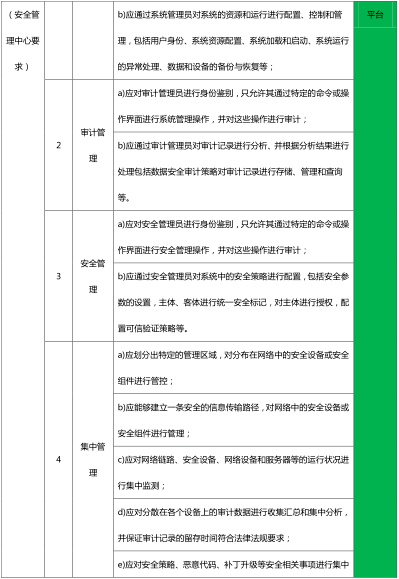 （安全管
理中心要
求）
b)应通过系统管理员对系统的资源和运行进行配置、控制和管
理，包括用户身份、系统资源配置、系统加载和启动、系统运行
的异常处理、数据和设备的备份与恢复等；
平台
2
审计管
理
a)应对审计管理员进行身份鉴别，只允许其通过特定的命令或操
作界面进行系统管理操作，并对这些操作进行审计；
b)应通过审计管理员对审计记录进行分析、并根据分析结果进行
处理包括数据安全审计策略对审计记录进行存储、管理和查询
等。
3
安全管
理
a)应对安全管理员进行身份鉴别，只允许其通过特定的命令或操
作界面进行安全管理操作，并对这些操作进行审计；
b)应通过安全管理员对系统中的安全策略进行配置，包括安全参
数的设置，主体、客体进行统一安全标记，对主体进行授权，配
置可信验证策略等。
4
集中管
理
a)应划分出特定的管理区域，对分布在网络中的安全设备或安全
组件进行管控；
b)应能够建立一条安全的信息传输路径，对网络中的安全设备或
安全组件进行管理；
c)应对网络链路、安全设备、网络设备和服务器等的运行状况进
行集中监测；
d)应对分散在各个设备上的审计数据进行收集汇总和集中分析，
并保证审计记录的留存时间符合法律法规要求；
e)应对安全策略、恶意代码、补丁升级等安全相关事项进行集中